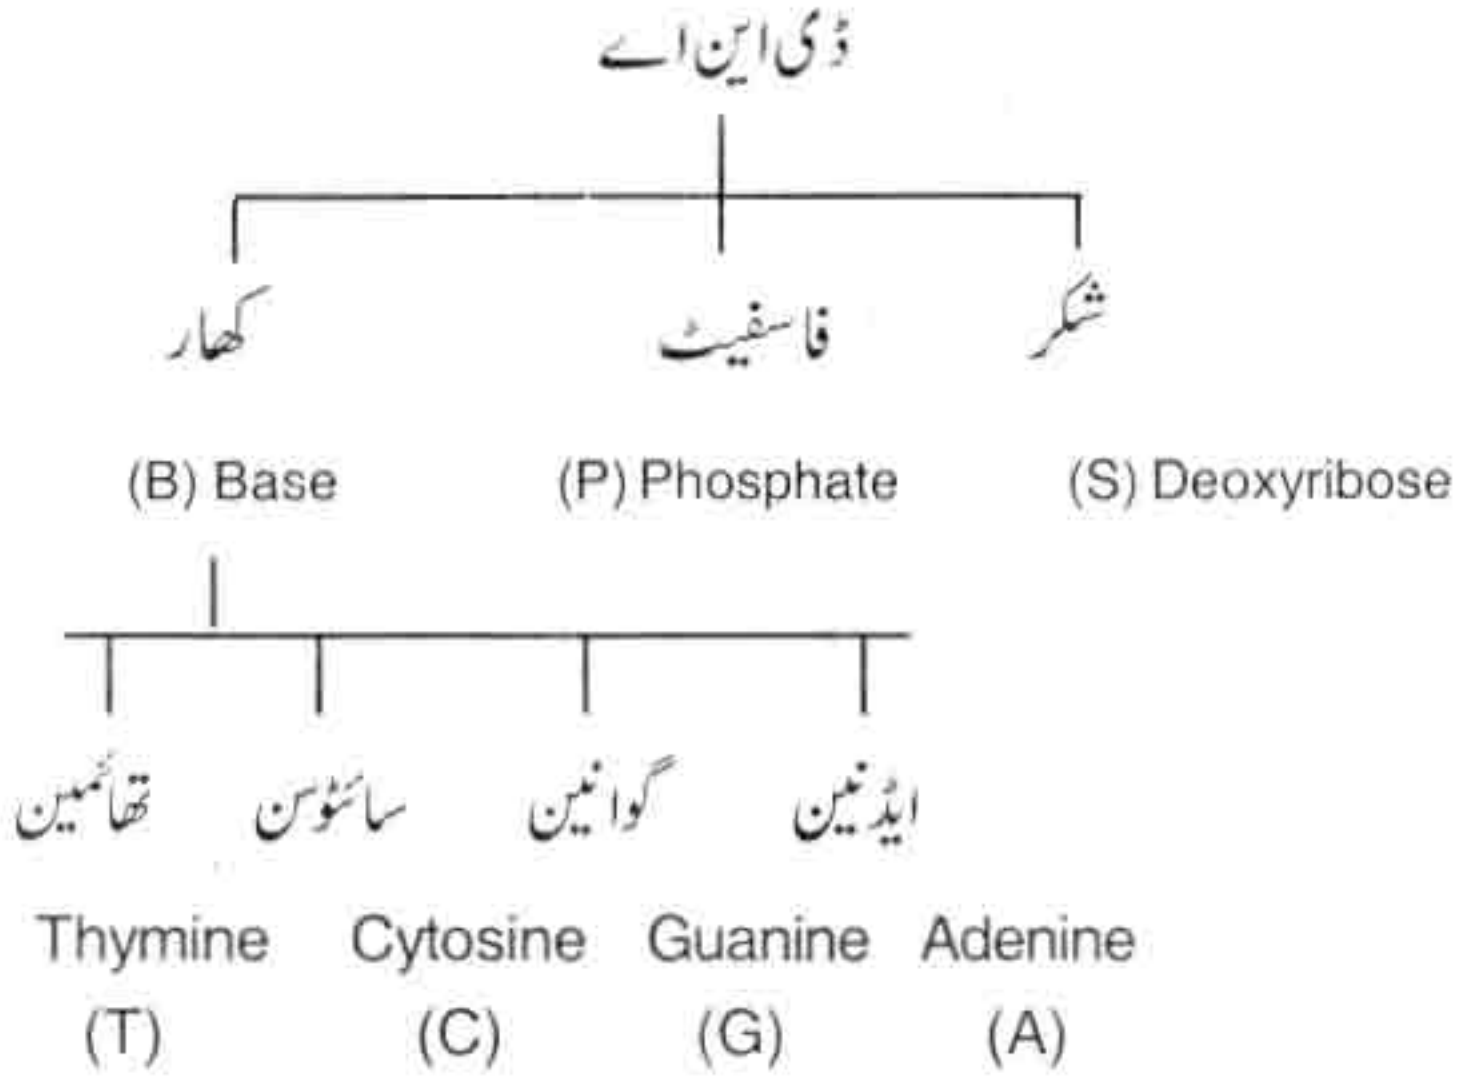 ڈی این اے
شکر فاسفیٹ کھار
(B) Base (P) Phosphate (S) Deoxyribose
ایڈنین گوانین سائٹوسن تھائمین
Thymine Cytosine Guanine Adenine
(T) (C) (G) (A)